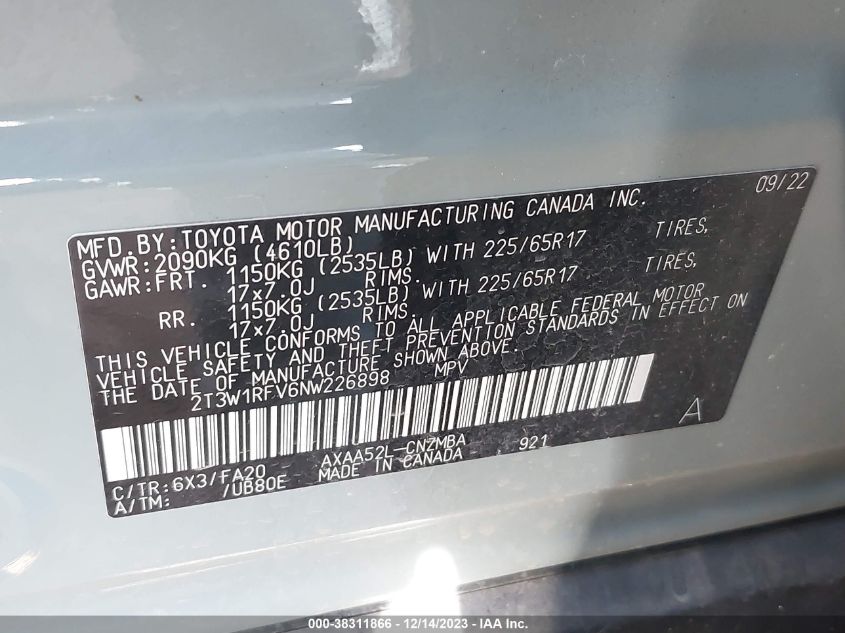 09/22
MFD.BY:TOYOTA MOTOR MANUFACTURING CANADA INC.
GVWR:2090KG (4610LB)
GAWR:FRT. 1150KG (2535LB) WITH 225/65R17 TIRES,
17x7.0J RIMS.
RR. 1150KG (2535LB) WITH 225/65R17 TIRES,
17x7.0J RIMS.
THIS VEHICLE CONFORMS TO ALL APPLICABLE FEDERAL MOTOR
VEHICLE SAFETY AND THEFT PREVENTION STANDARDS IN EFFECT ON
THE DATE OF MANUFACTURE SHOWN ABOVE.
2T3W1RFV6NW226898 MPV
A
AXAA52L-CNZMBA 921
C/TR:6X3/FA20 MADE IN CANADA
A/TM: /UB80E
000-38311866 - 12/14/2023 - IAA Inc.